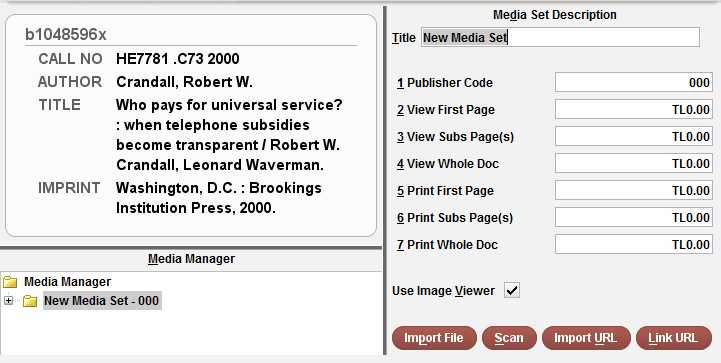 b1048596x
CALL NO HE7781 .C73 2000
AUTHOR Crandall, Robert W.
TITLE Who pays for universal service?
: when telephone subsidies
become transparent / Robert W.
Crandall, Leonard Waverman.
IMPRINT Washington, D.C. : Brookings
Institution Press, 2000.
Media Manager
Media Manager
New Media Set - 000
Media Set Description
Title New Media Set
1 Publisher Code 000
2 View First Page TL0.00
3 View Subs Page(s) TL0.00
4 View Whole Doc TL0.00
5 Print First Page TL0.00
6 Print Subs Page(s) TL0.00
7 Print Whole Doc TL0.00
Use Image Viewer
Import File Scan Import URL Link URL